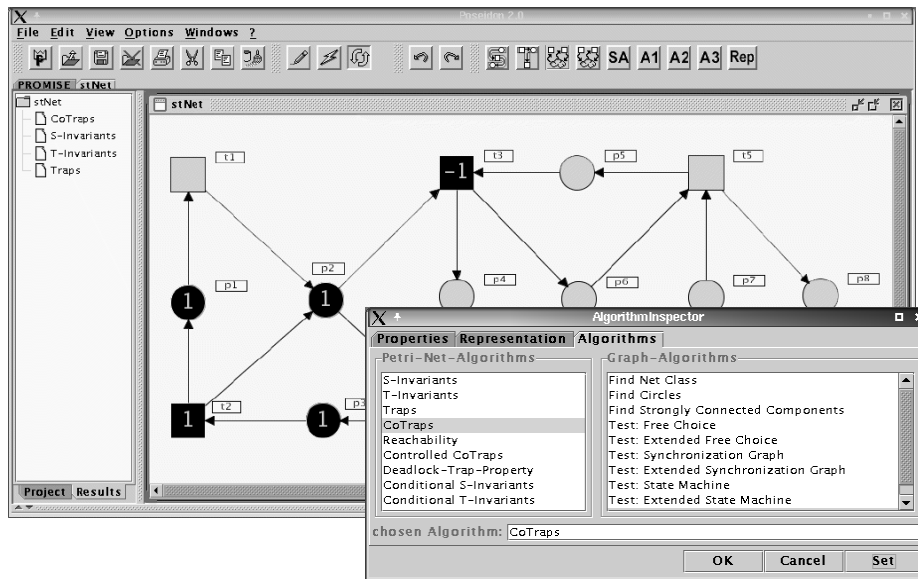 Poseidon 2.0
File Edit View Options Windows ?
SA A1 A2 A3 Rep
PROMISE stNet
stNet
CoTraps
S-Invariants
T-Invariants
Traps
stNet
t1
t3
p5
t5
-1
p2
p1
p4
p6
p7
p8
1
1
t2
p3
1
1
Project Results
AlgorithmInspector
Properties Representation Algorithms
Petri-Net-Algorithms
S-Invariants
T-Invariants
Traps
CoTraps
Reachability
Controlled CoTraps
Deadlock-Trap-Property
Conditional S-Invariants
Conditional T-Invariants
Graph-Algorithms
Find Net Class
Find Circles
Find Strongly Connected Components
Test: Free Choice
Test: Extended Free Choice
Test: Synchronization Graph
Test: Extended Synchronization Graph
Test: State Machine
Test: Extended State Machine
chosen Algorithm: CoTraps
OK Cancel Set